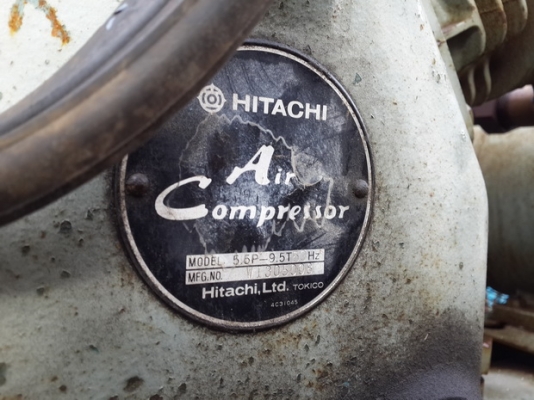 HITACHI
Air
Compressor
MODEL 5.5P-9.5T Hz
MFG.NO.
Hitachi, Ltd. TOKICO